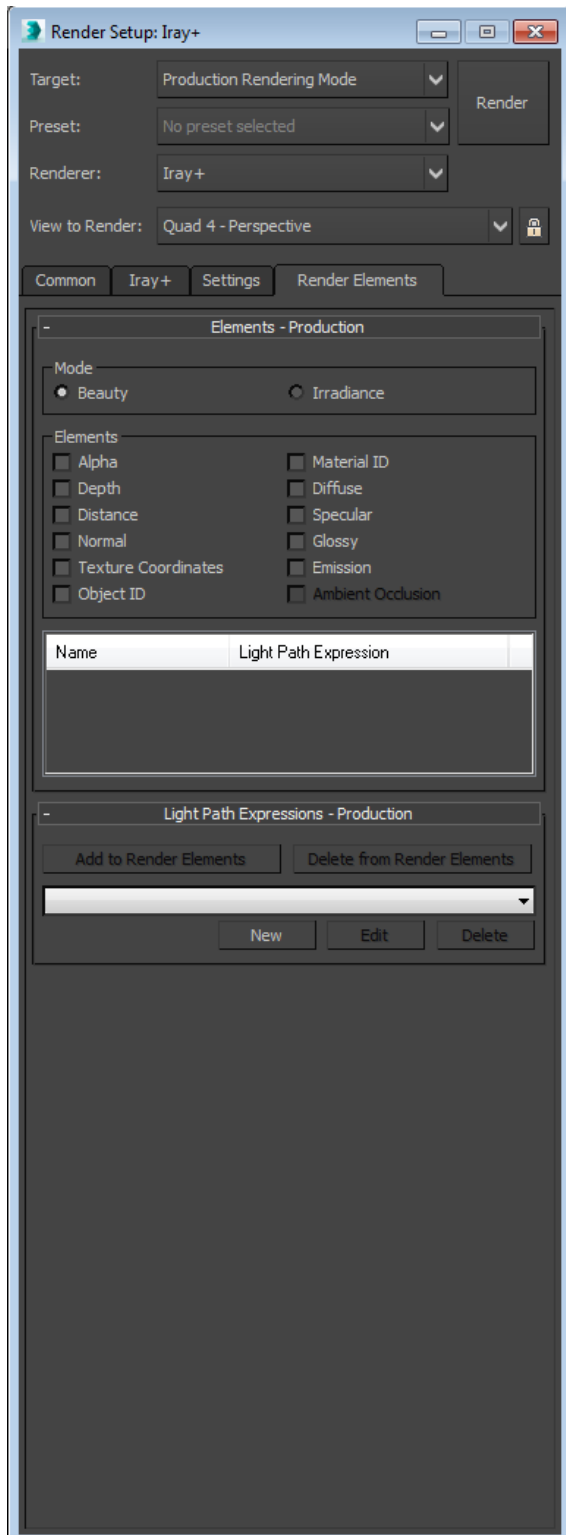 Render Setup: Iray+
Target: Production Rendering Mode
Render
Preset: No preset selected
Renderer: Iray+
View to Render: Quad 4 - Perspective
Common Iray+ Settings Render Elements
- Elements - Production
Mode
Beauty Irradiance
Elements
Alpha Material ID
Depth Diffuse
Distance Specular
Normal Glossy
Texture Coordinates Emission
Object ID Ambient Occlusion
Name Light Path Expression
- Light Path Expressions - Production
Add to Render Elements Delete from Render Elements
New Edit Delete